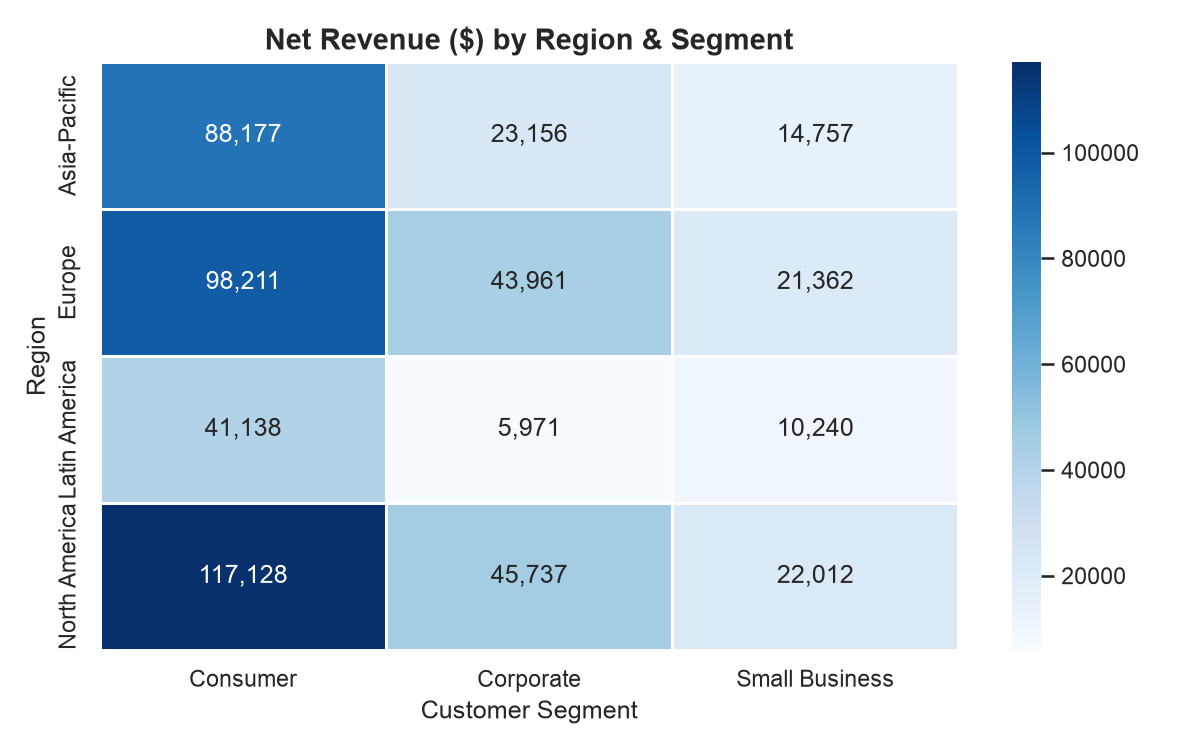 Net Revenue ($) by Region & Segment
Region
Asia-Pacific
88,177
23,156
14,757
Europe
98,211
43,961
21,362
Latin America
41,138
5,971
10,240
North America
117,128
45,737
22,012
Consumer
Corporate
Small Business
Customer Segment
100000
80000
60000
40000
20000